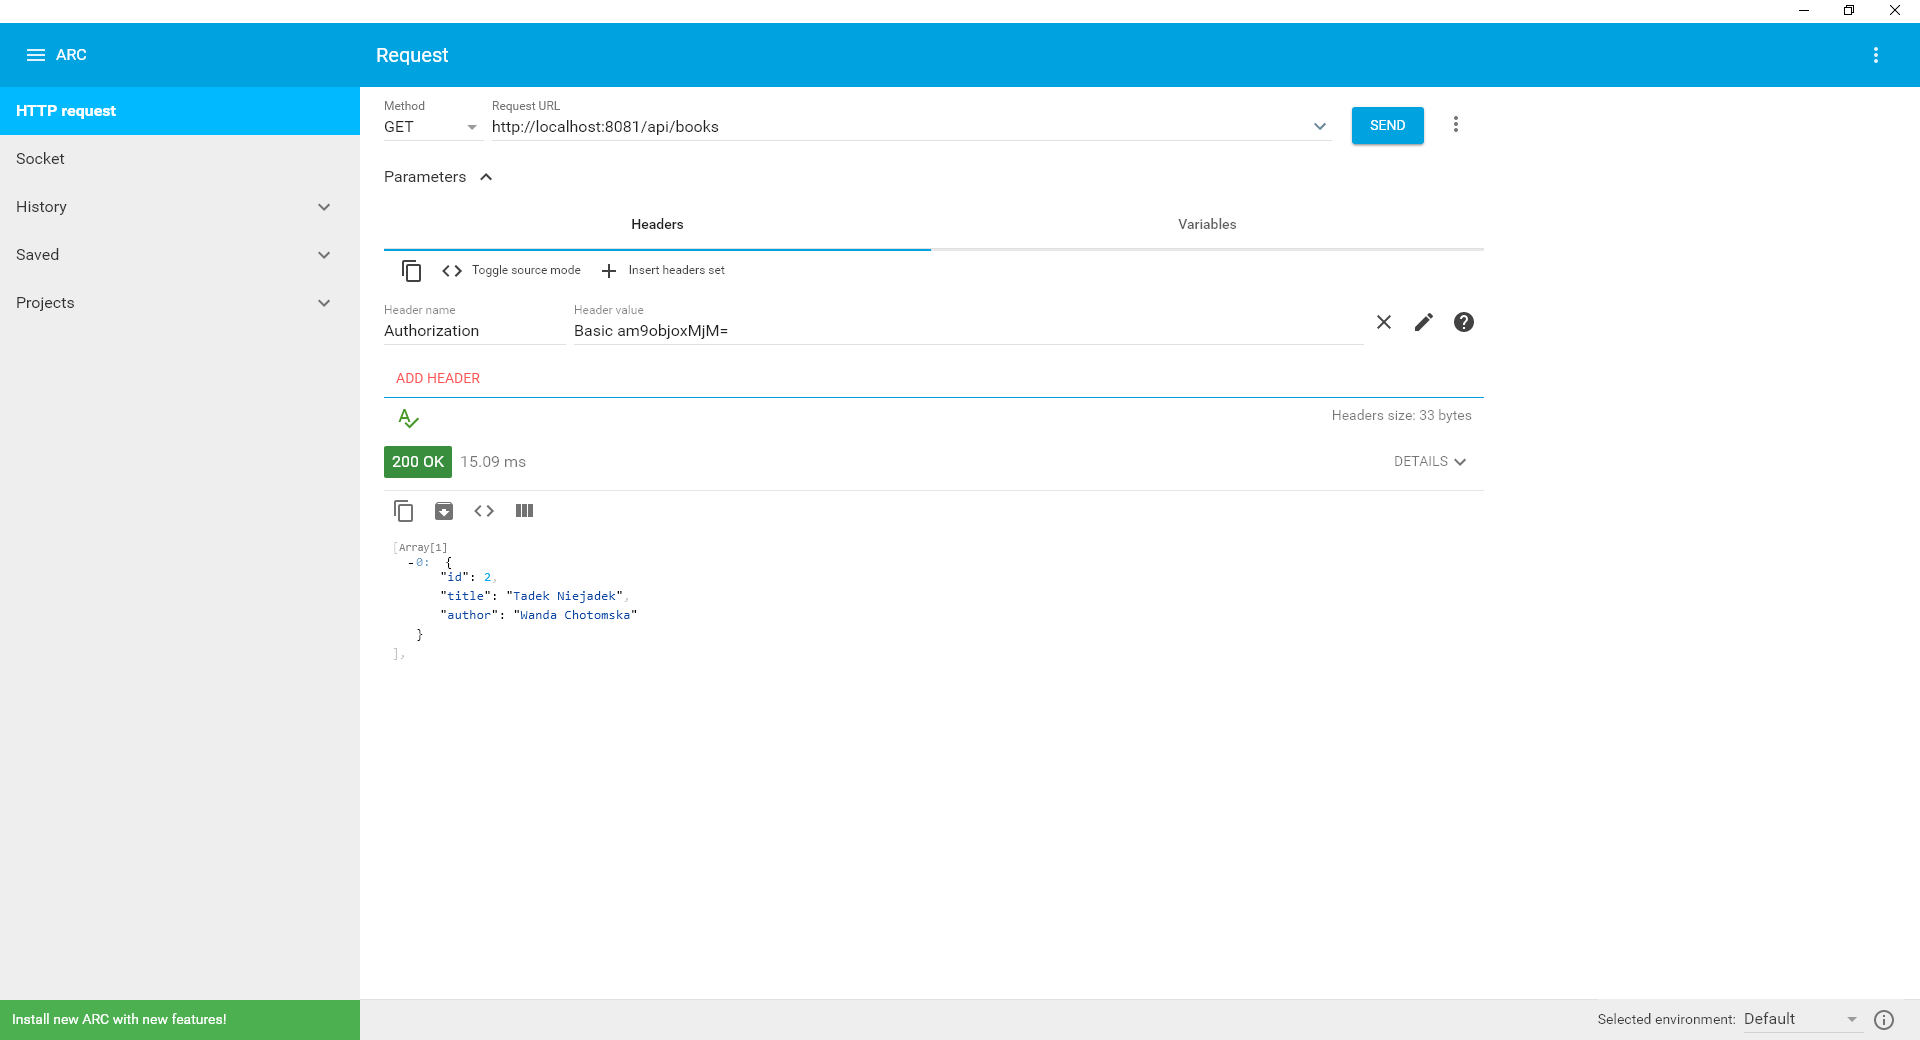 ARC
Request
HTTP request
Socket
History
Saved
Projects
Method
Request URL
GET
http://localhost:8081/api/books
SEND
Parameters
Headers
Variables
Toggle source mode
Insert headers set
Header name
Header value
Authorization
Basic am9objoxMjM=
ADD HEADER
Headers size: 33 bytes
200 OK
15.09 ms
DETAILS
[Array[1]
-0: {
"id": 2,
"title": "Tadek Niejadek",
"author": "Wanda Chotomska"
}
],
Install new ARC with new features!
Selected environment:
Default